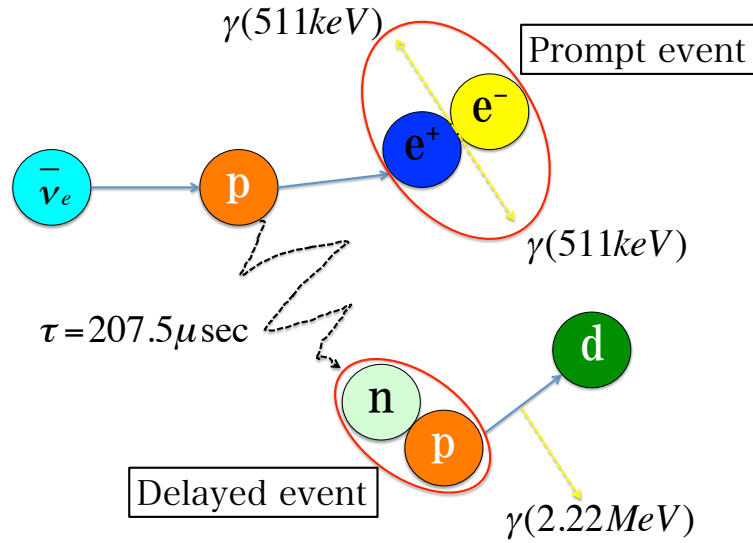 γ(511keV)
Prompt event
e⁻
e⁺
ν̅ₑ
p
γ(511keV)
τ=207.5μsec
d
n
p
Delayed event
γ(2.22MeV)